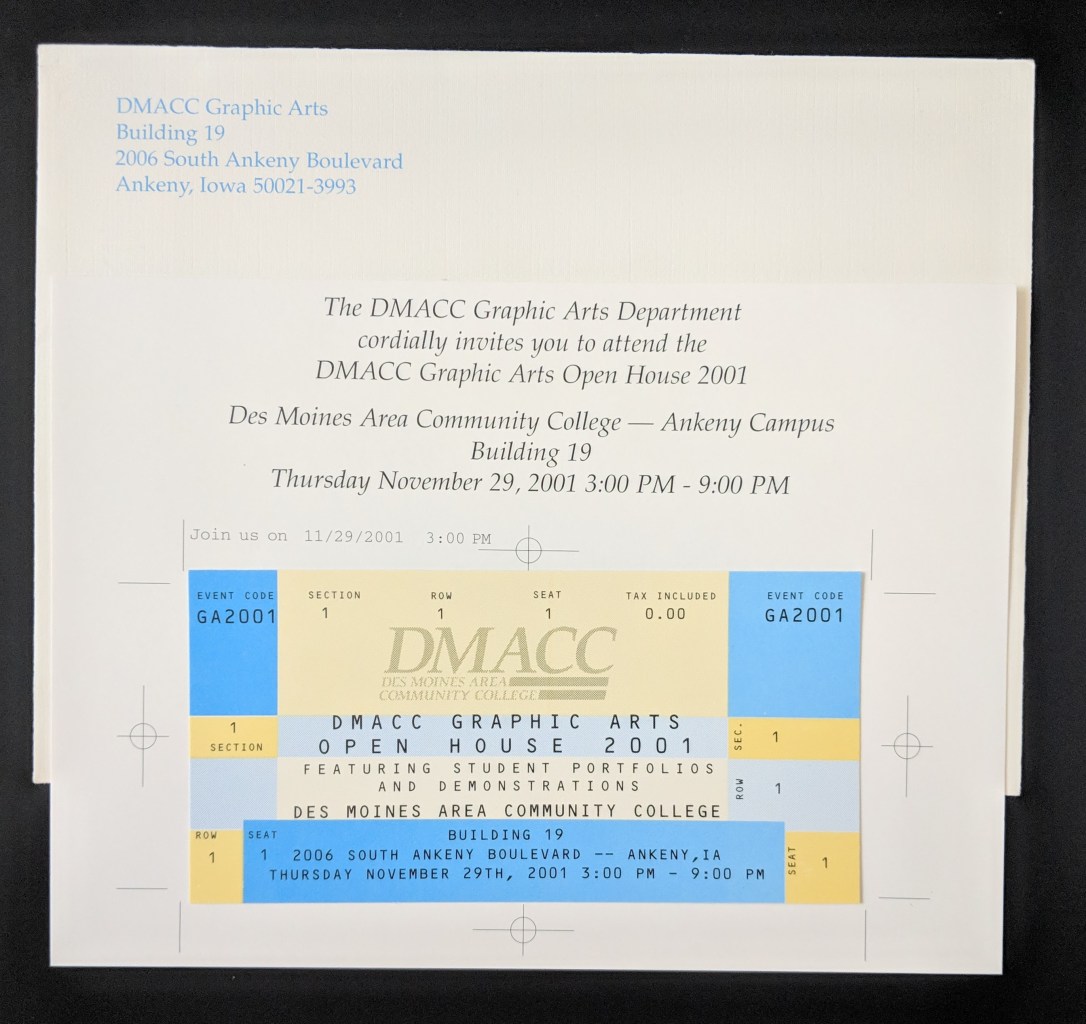 DMACC Graphic Arts
Building 19
2006 South Ankeny Boulevard
Ankeny, Iowa 50021-3993
The DMACC Graphic Arts Department
cordially invites you to attend the
DMACC Graphic Arts Open House 2001
Des Moines Area Community College — Ankeny Campus
Building 19
Thursday November 29, 2001 3:00 PM - 9:00 PM
Join us on 11/29/2001 3:00 PM
EVENT CODE SECTION ROW SEAT TAX INCLUDED EVENT CODE
GA2001 1 1 1 0.00 GA2001
DMACC
DES MOINES AREA
COMMUNITY COLLEGE
1
SECTION
DMACC GRAPHIC ARTS
OPEN HOUSE 2001
SEC. 1
FEATURING STUDENT PORTFOLIOS
AND DEMONSTRATIONS
ROW 1
DES MOINES AREA COMMUNITY COLLEGE
ROW SEAT BUILDING 19
1 1 2006 SOUTH ANKENY BOULEVARD -- ANKENY,IA
THURSDAY NOVEMBER 29TH, 2001 3:00 PM - 9:00 PM
SEAT 1